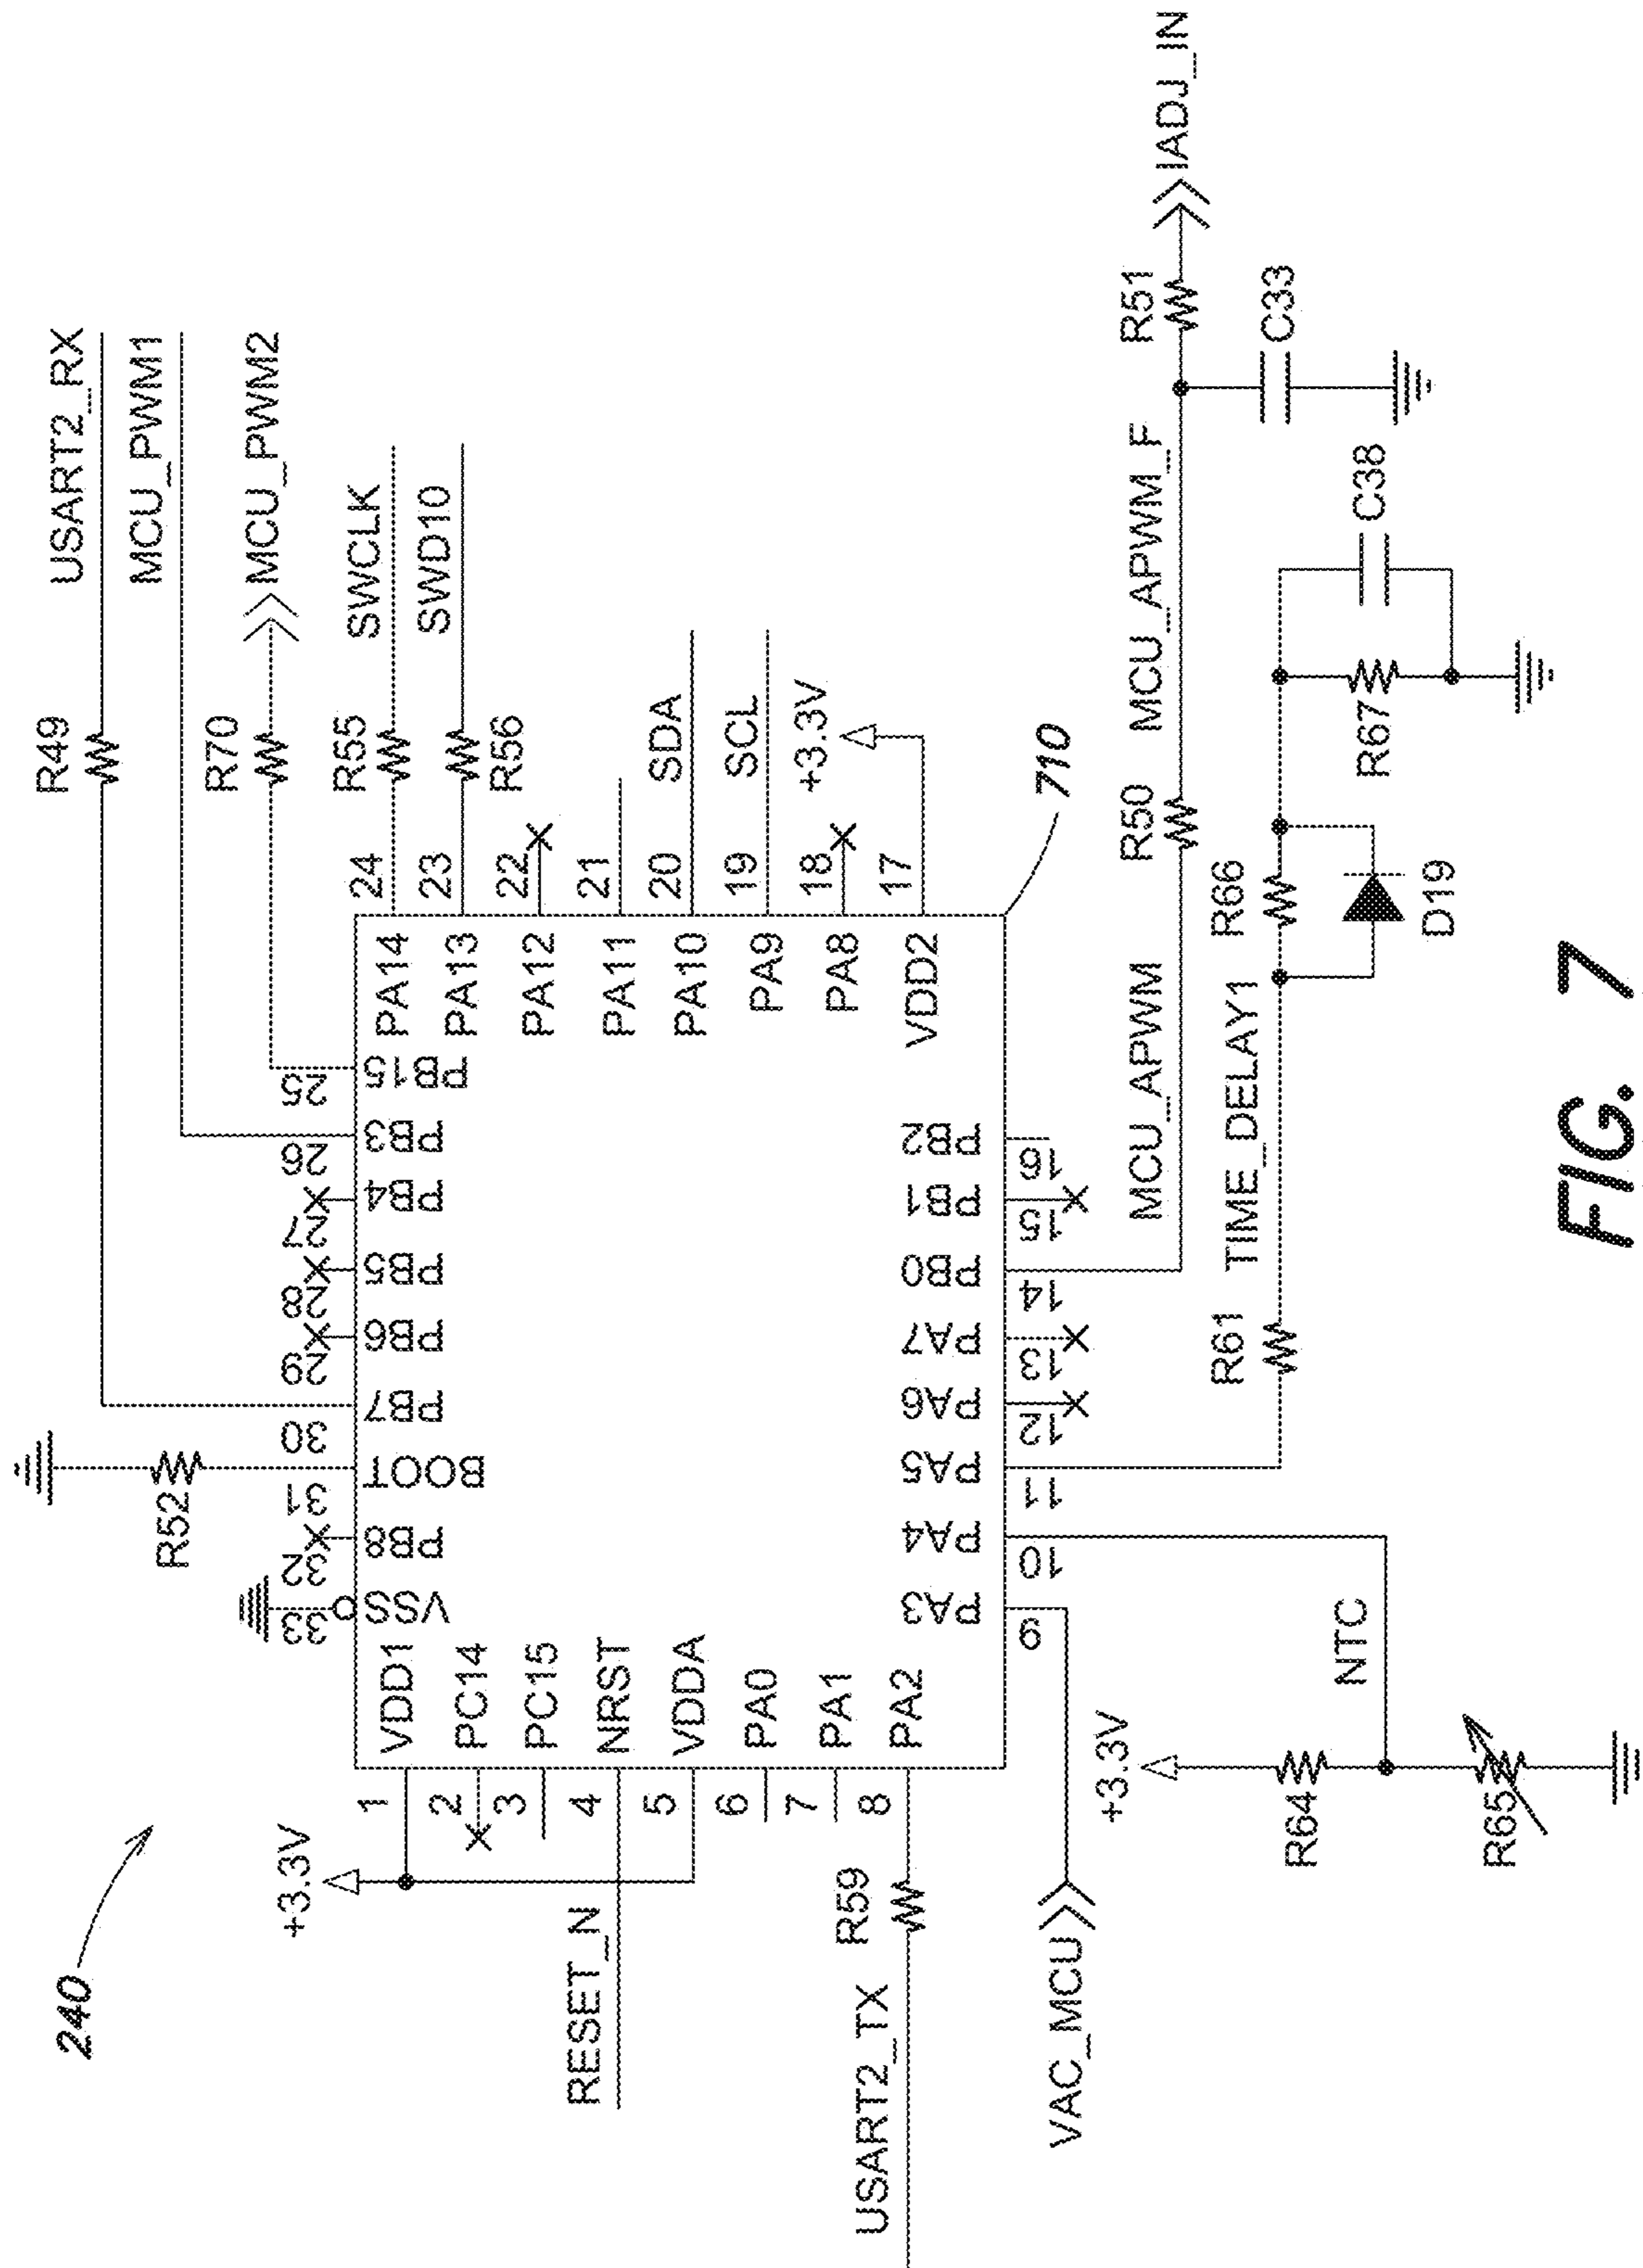 240
+3.3V
RESET_N
USART2_TX
R59
VAC_MCU
+3.3V
R64
R65
NTC
1
2
3
4
5
6
7
8
VDD1
PC14
PC15
NRST
VDDA
PA0
PA1
PA2
9
10
11
12
13
14
15
16
PA3
PA4
PA5
PA6
PA7
PB0
PB1
PB2
33
32
31
30
29
28
27
26
25
VSS
PB8
BOOT
PB7
PB6
PB5
PB4
PB3
PB15
PA14
PA13
PA12
PA11
PA10
PA9
PA8
VDD2
24
23
22
21
20
19
18
17
R52
R49
USART2_RX
MCU_PWM1
R70
MCU_PWM2
R55
SWCLK
R56
SWD10
SDA
SCL
+3.3V
710
MCU_APWM
R50
MCU_APWM_F
R51
IADJ_IN
C33
R61
TIME_DELAY1
R66
D19
R67
C38
FIG. 7